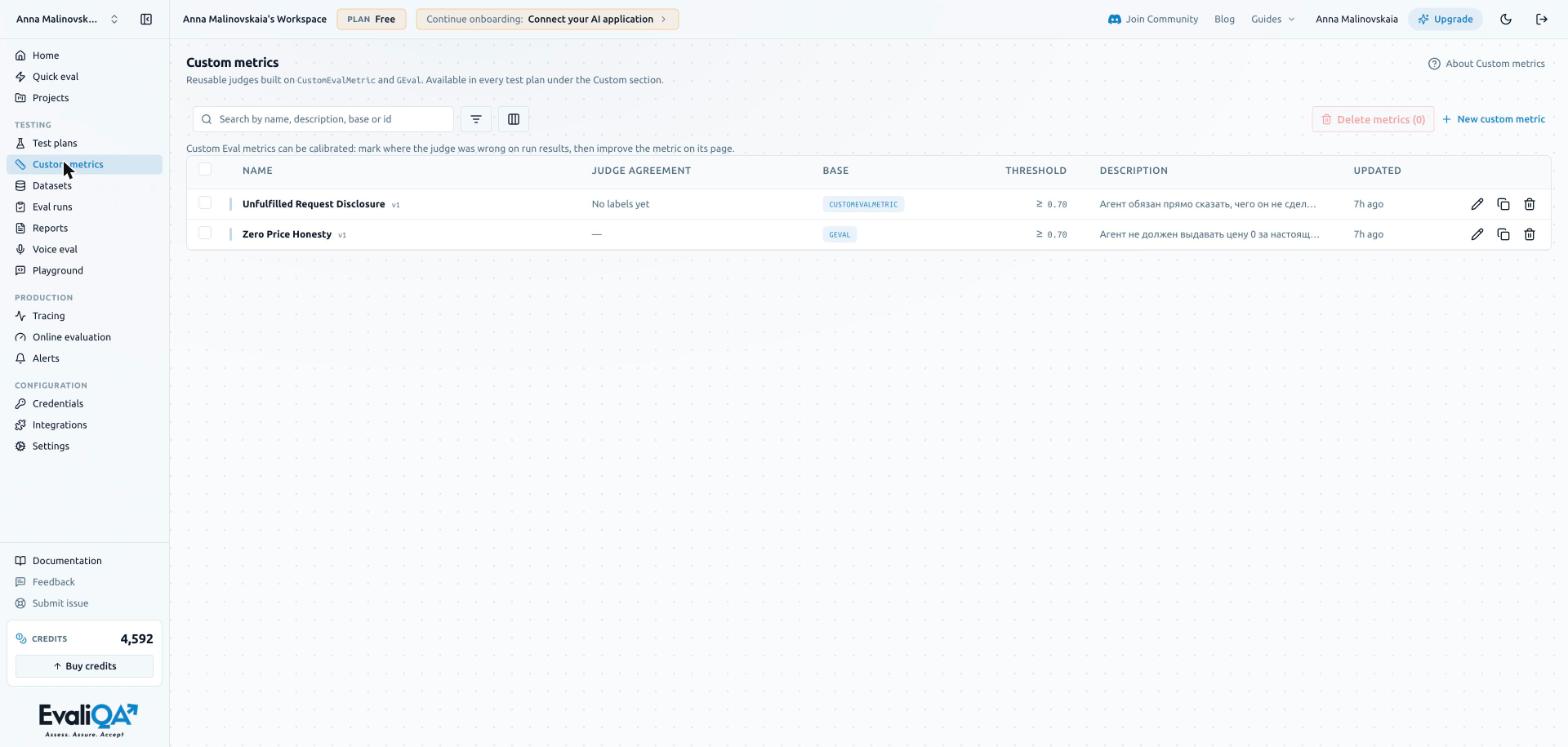 Anna Malinovsk...
Anna Malinovskaia's Workspace
PLAN Free
Continue onboarding: Connect your AI application
Join Community
Blog
Guides
Anna Malinovskaia
Upgrade
Home
Quick eval
Projects
TESTING
Test plans
Custom metrics
Datasets
Eval runs
Reports
Voice eval
Playground
PRODUCTION
Tracing
Online evaluation
Alerts
CONFIGURATION
Credentials
Integrations
Settings
Documentation
Feedback
Submit issue
CREDITS 4,592
Buy credits
EvaliQA
Assess. Assure. Accept
Custom metrics
Reusable judges built on CustomEvalMetric and GEval. Available in every test plan under the Custom section.
About Custom metrics
Search by name, description, base or id
Delete metrics (0)
New custom metric
Custom Eval metrics can be calibrated: mark where the judge was wrong on run results, then improve the metric on its page.
NAME JUDGE AGREEMENT BASE THRESHOLD DESCRIPTION UPDATED
Unfulfilled Request Disclosure v1 No labels yet CUSTOMEVALMETRIC ≥ 0.70 Агент обязан прямо сказать, чего он не сдел... 7h ago
Zero Price Honesty v1 — GEVAL ≥ 0.70 Агент не должен выдавать цену 0 за настоящ... 7h ago